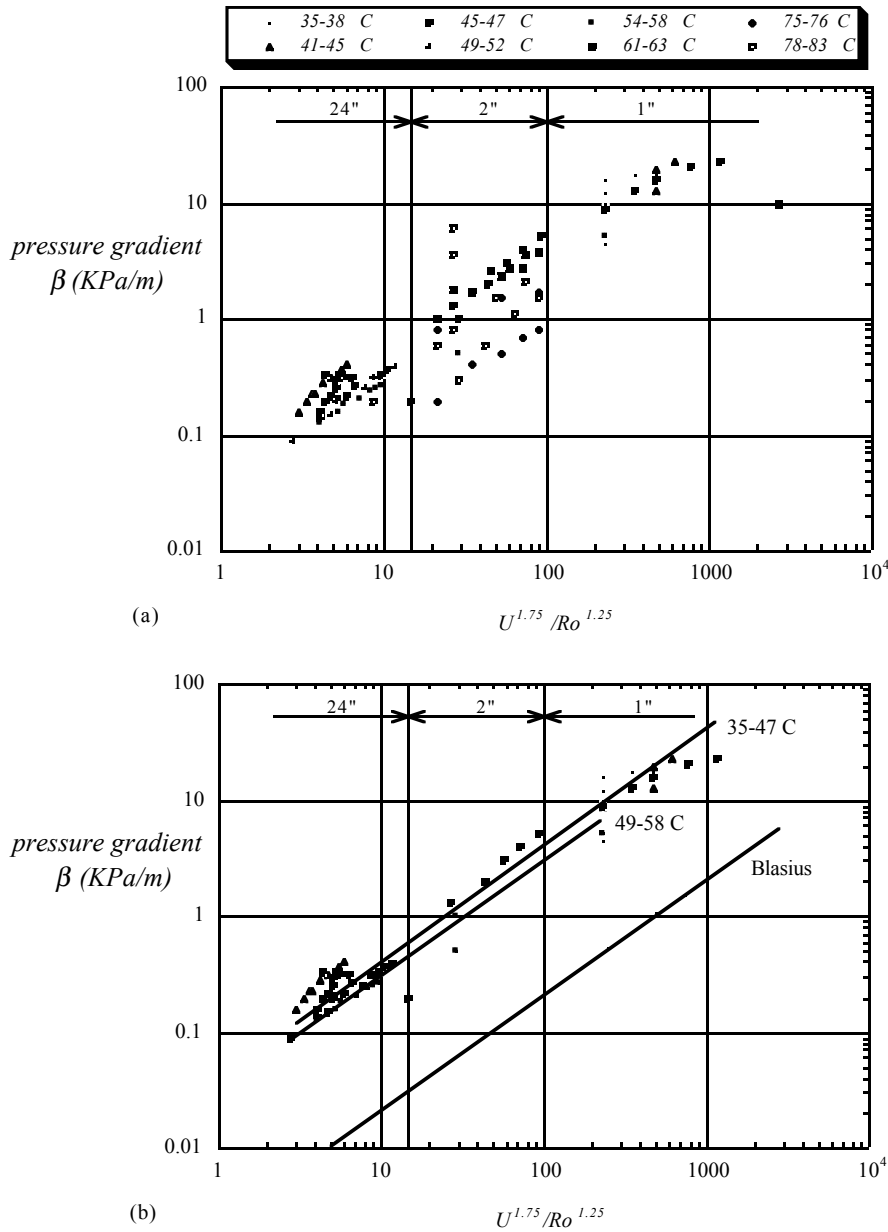 35-38 C 45-47 C 54-58 C 75-76 C
41-45 C 49-52 C 61-63 C 78-83 C
100
24" 2" 1"
10
pressure gradient
β (KPa/m)
1
0.1
0.01
1 10 100 1000 10^4
(a) U^1.75 /Ro^1.25
100
24" 2" 1"
35-47 C
10
49-58 C
pressure gradient
β (KPa/m)
Blasius
1
0.1
0.01
1 10 100 1000 10^4
(b) U^1.75 /Ro^1.25